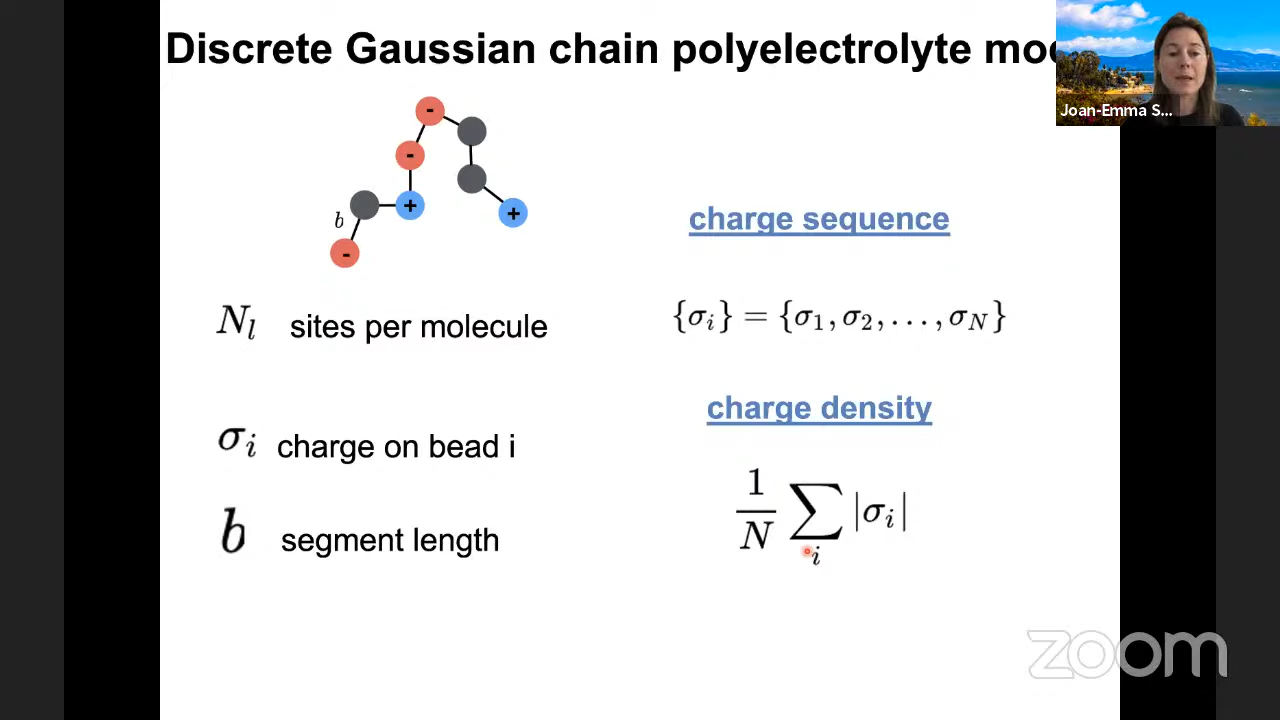 Discrete Gaussian chain polyelectrolyte mo
Joan-Emma S...
-
-
+
+
b
-
charge sequence
N_l sites per molecule
{σ_i} = {σ_1, σ_2, ..., σ_N}
charge density
σ_i charge on bead i
1/N ∑_i |σ_i|
b segment length
zoom